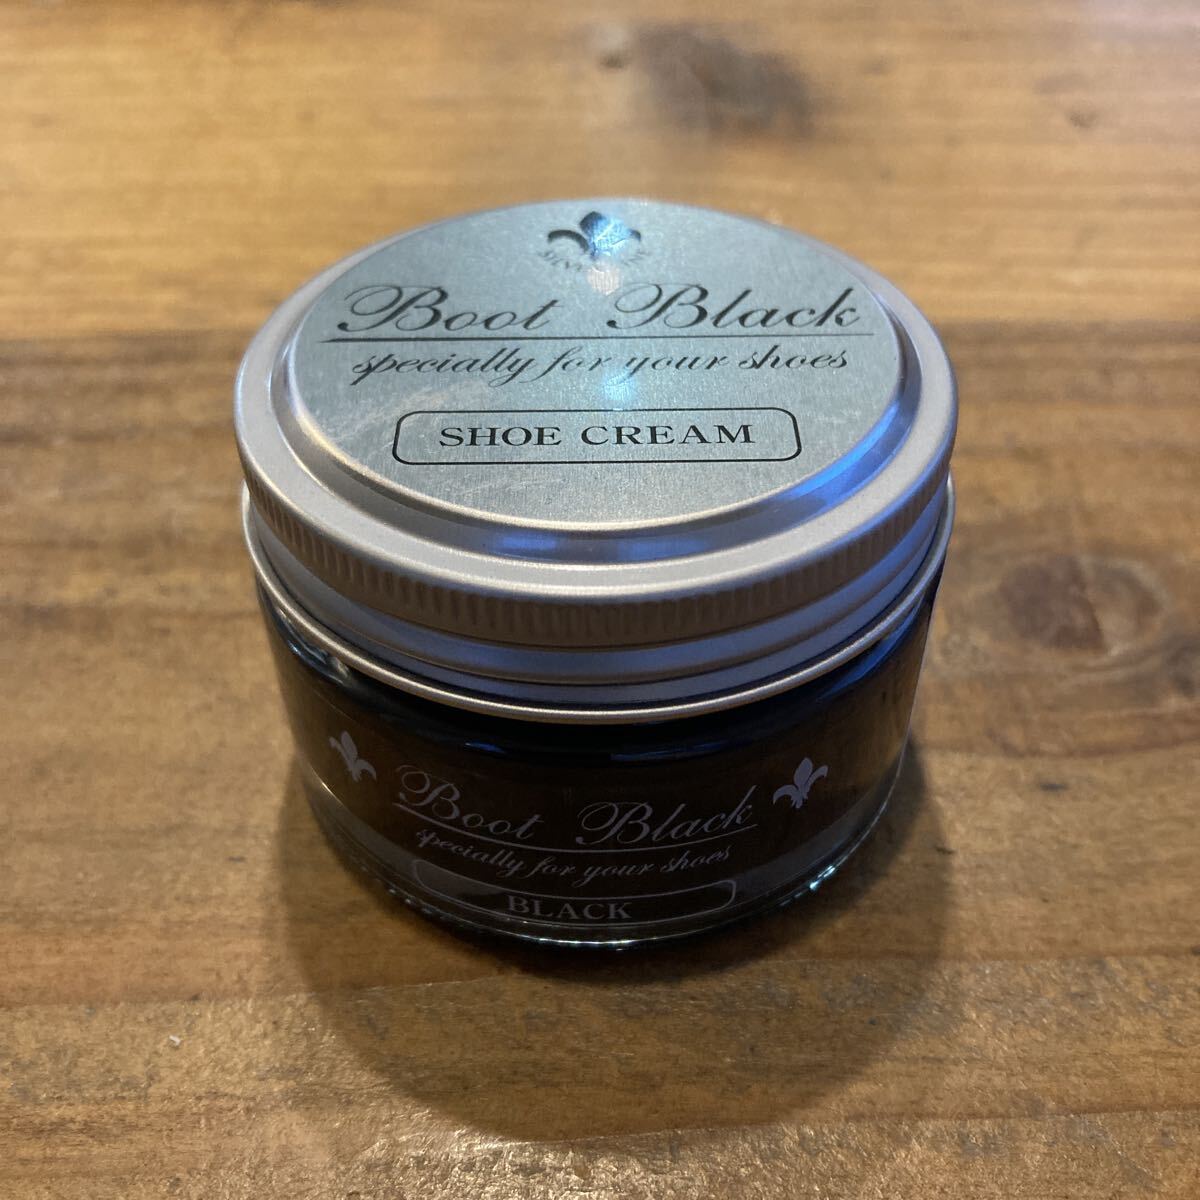 Boot Black
specially for your shoes
SHOE CREAM
Boot Black
specially for your shoes
BLACK